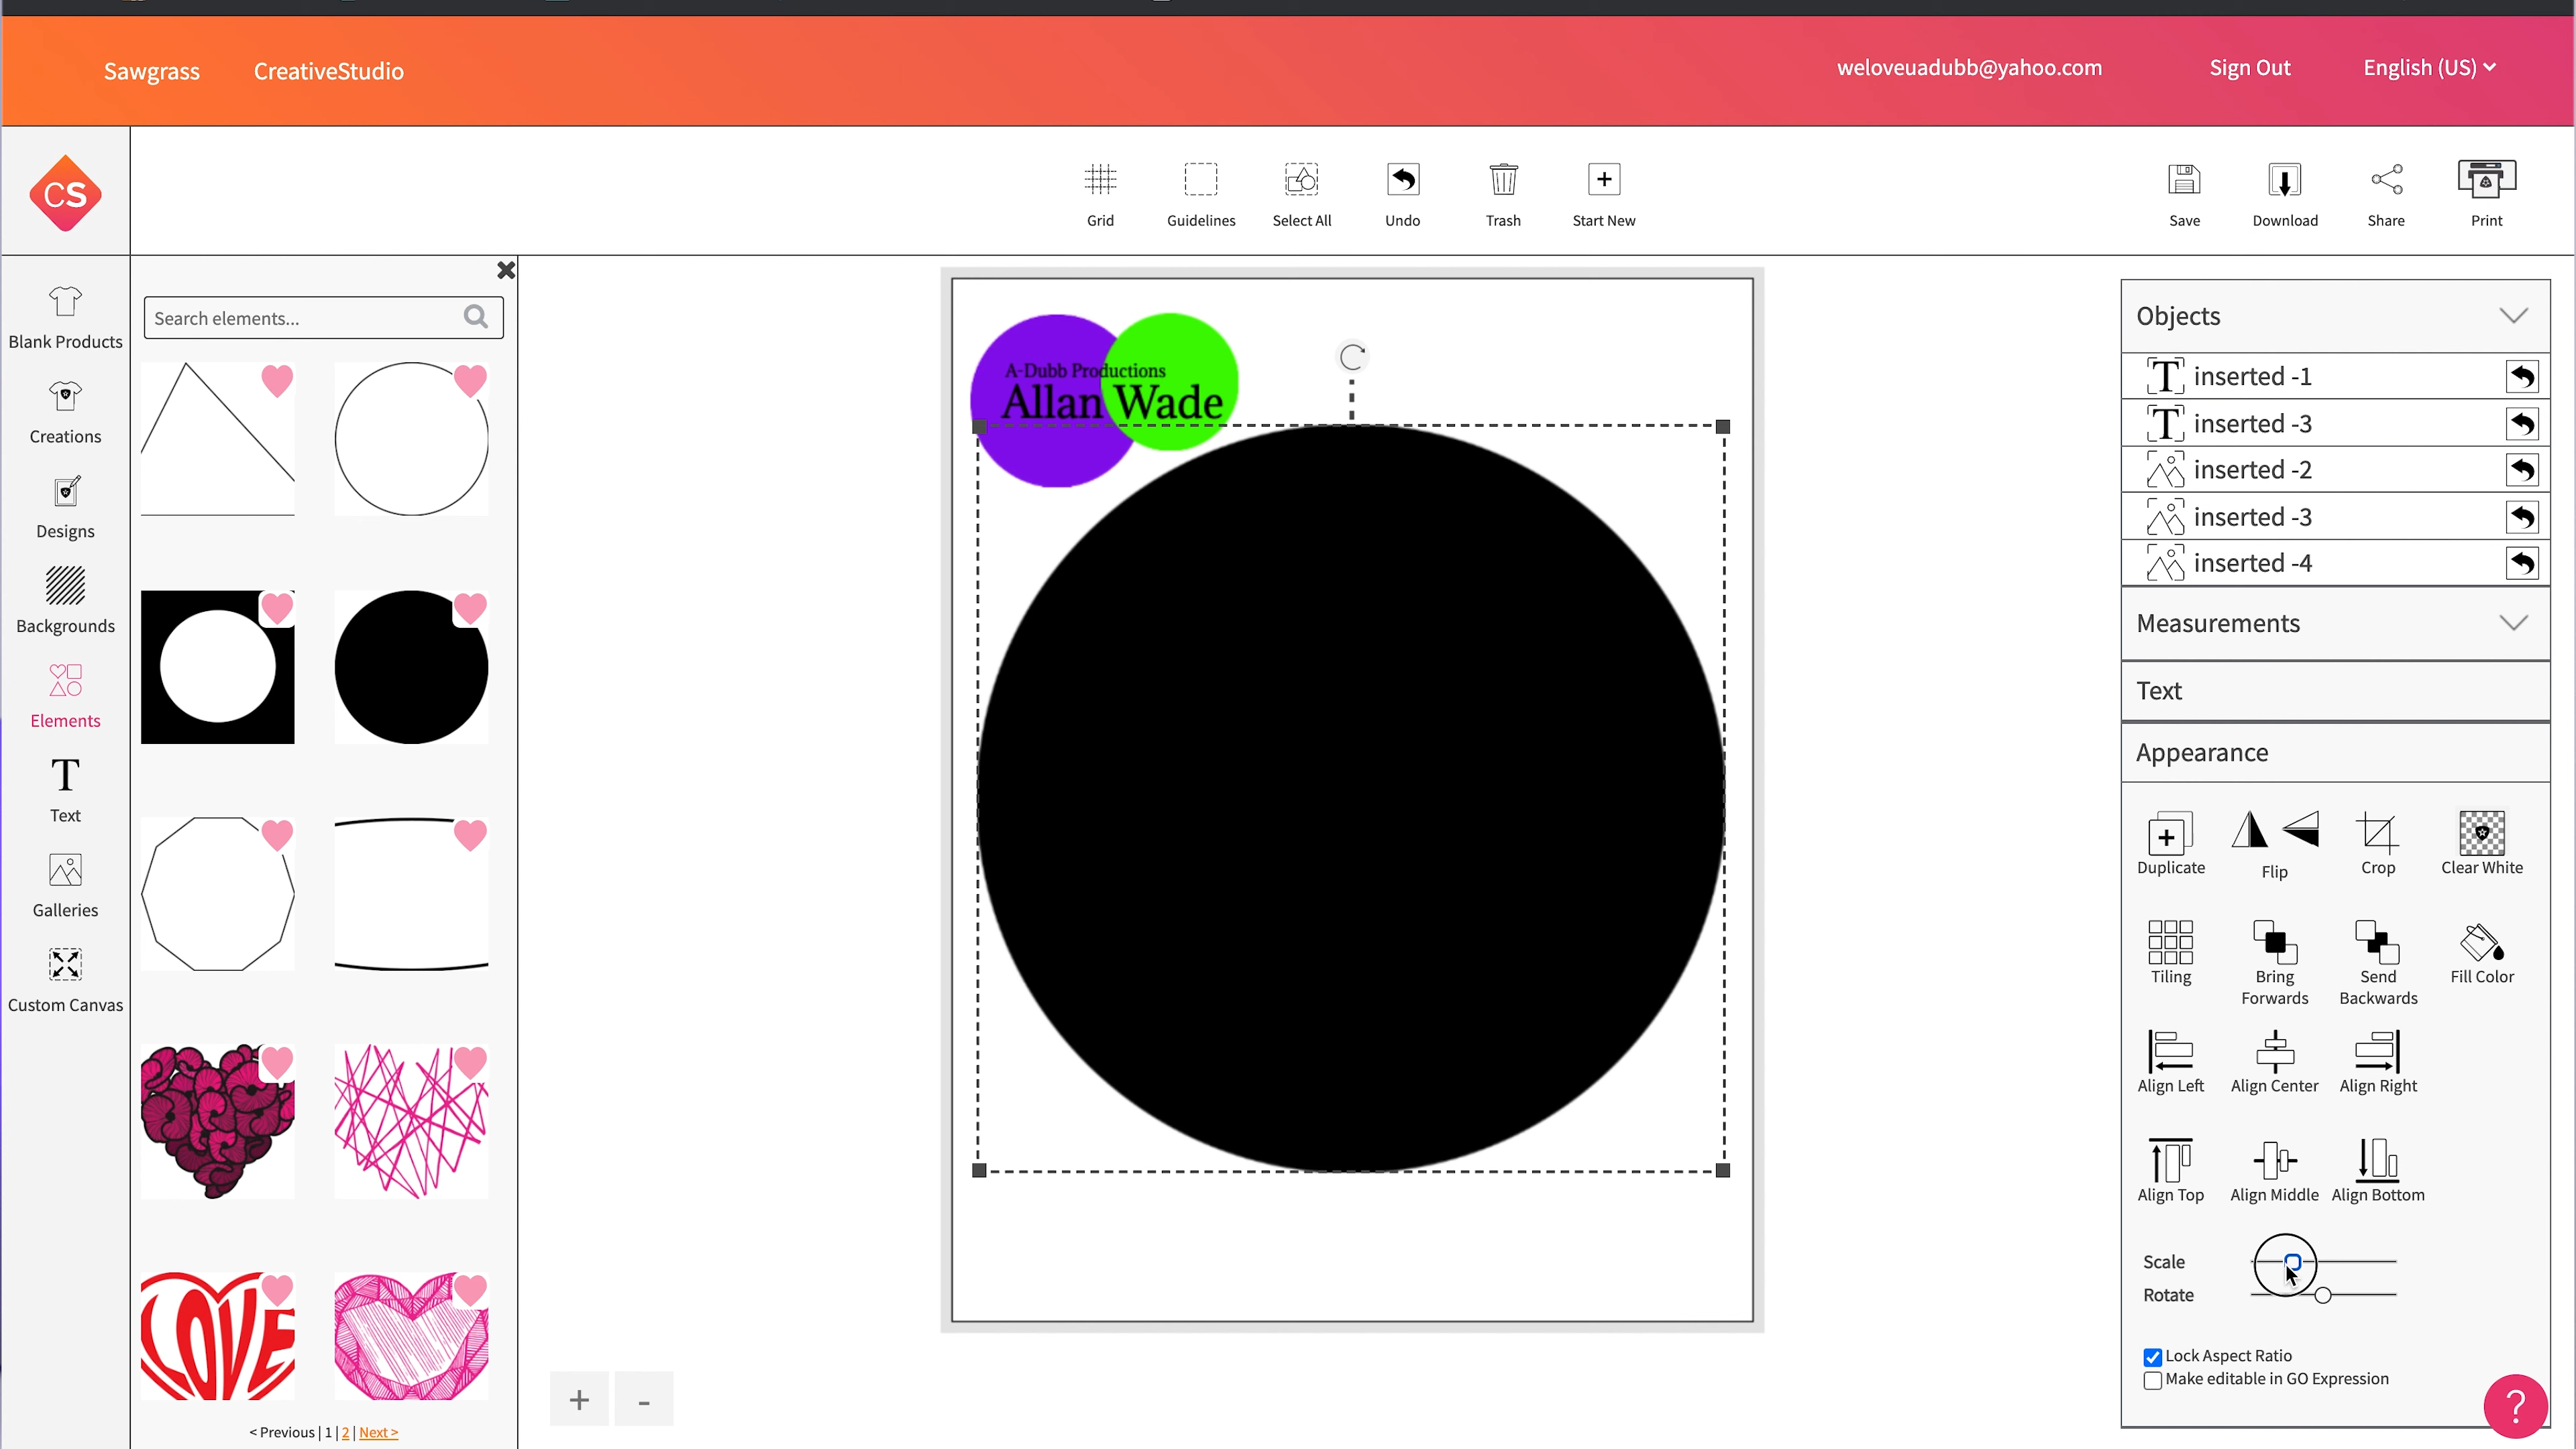 Sawgrass
CreativeStudio
weloveuadubb@yahoo.com
Sign Out
English (US)
CS
Grid
Guidelines
Select All
Undo
Trash
Start New
Save
Download
Share
Print
Blank Products
Creations
Designs
Backgrounds
Elements
T
Text
Galleries
Custom Canvas
Search elements...
LOVE
< Previous | 1 | 2 | Next >
A-Dubb Productions
Allan Wade
+
-
Objects
T inserted -1
T inserted -3
inserted -2
inserted -3
inserted -4
Measurements
Text
Appearance
Duplicate
Flip
Crop
Clear White
Tiling
Bring
Forwards
Send
Backwards
Fill Color
Align Left
Align Center
Align Right
Align Top
Align Middle
Align Bottom
Scale
Rotate
Lock Aspect Ratio
Make editable in GO Expression
?